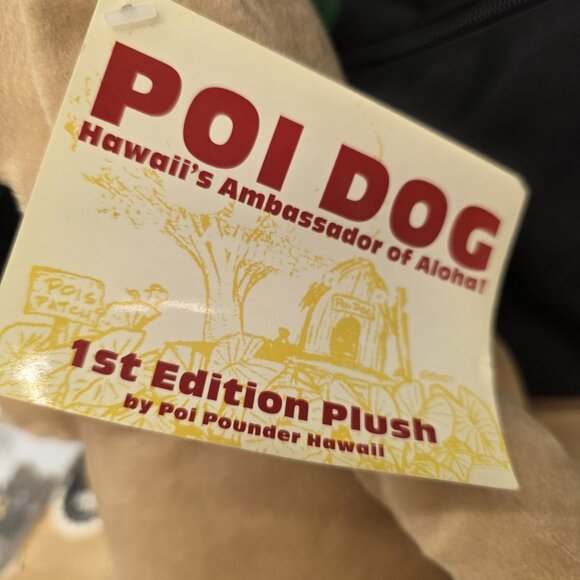 POI DOG
Hawaii's Ambassador of Aloha!
POI DOG
POIS
PATCH
1st Edition Plush
by Poi Pounder Hawaii